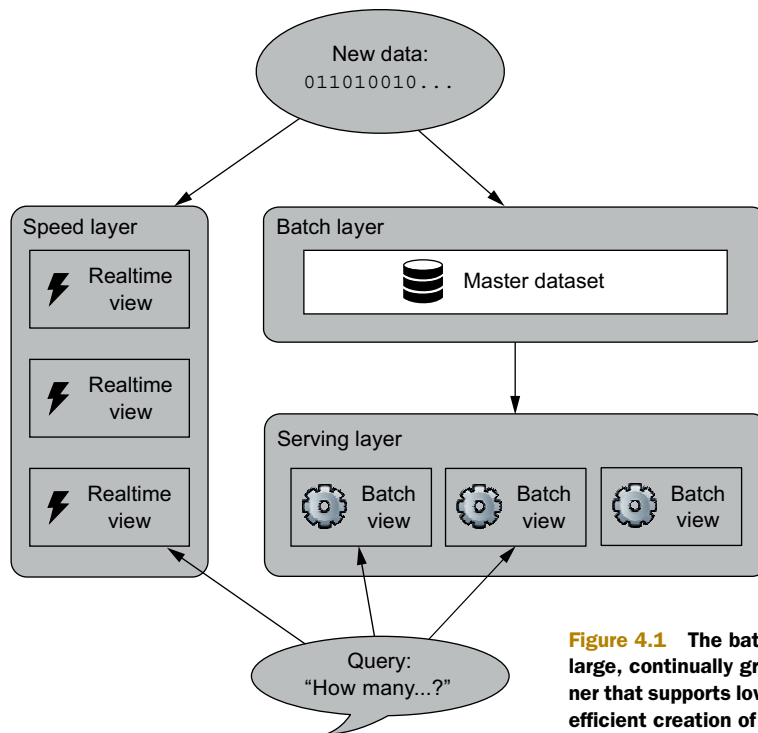 New data:
011010010...
Speed layer
Realtime
view
Realtime
view
Realtime
view
Batch layer
Master dataset
Serving layer
Batch
view
Batch
view
Batch
view
Query:
“How many...?”
Figure 4.1 The bat
large, continually gr
ner that supports lov
efficient creation of